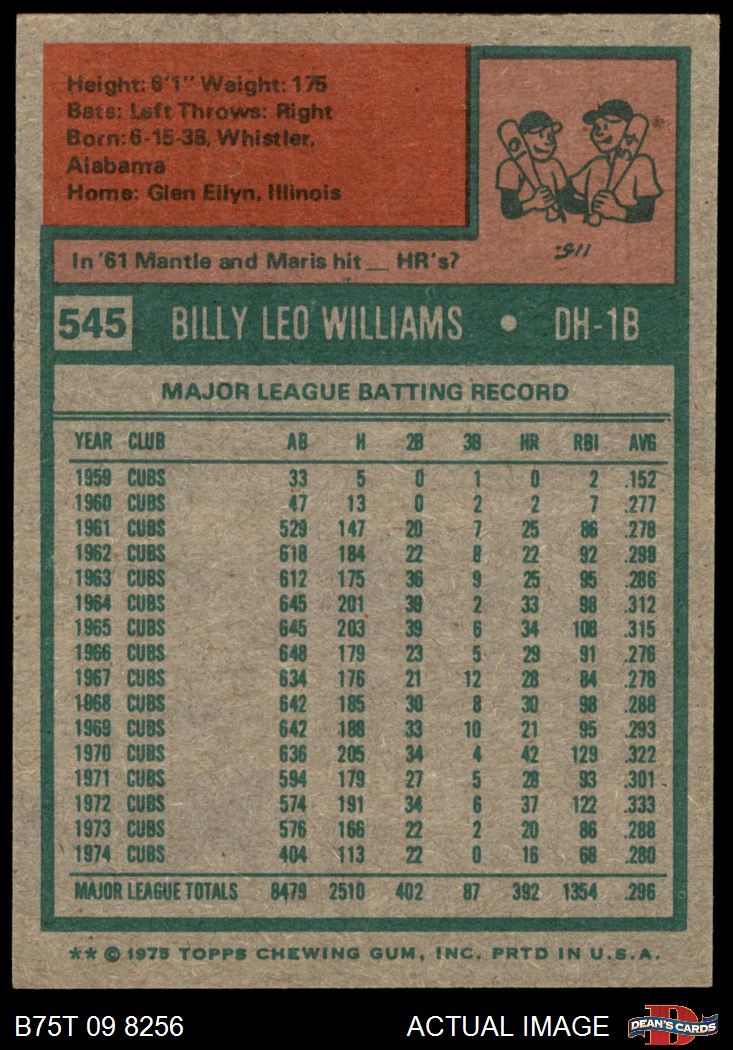 Height: 6'1" Weight: 175
Bats: Left Throws: Right
Born: 6-15-38, Whistler,
Alabama
Home: Glen Ellyn, Illinois
In '61 Mantle and Maris hit __ HR's?
545 BILLY LEO WILLIAMS • DH-1B
MAJOR LEAGUE BATTING RECORD
YEAR CLUB AB H 2B 3B HR RBI AVG
1959 CUBS 33 5 0 1 0 2 .152
1960 CUBS 47 13 0 2 2 7 .277
1961 CUBS 529 147 20 7 25 86 .278
1962 CUBS 618 184 22 8 22 92 .298
1963 CUBS 612 175 36 9 25 95 .286
1964 CUBS 645 201 39 2 33 98 .312
1965 CUBS 645 203 39 6 34 108 .315
1966 CUBS 648 179 23 5 29 91 .276
1967 CUBS 634 176 21 12 28 84 .278
1968 CUBS 642 185 30 8 30 98 .288
1969 CUBS 642 188 33 10 21 95 .293
1970 CUBS 636 205 34 4 42 129 .322
1971 CUBS 594 179 27 5 28 93 .301
1972 CUBS 574 191 34 6 37 122 .333
1973 CUBS 576 166 22 2 20 86 .288
1974 CUBS 404 113 22 0 16 68 .280
MAJOR LEAGUE TOTALS 8479 2510 402 87 392 1354 .296
** © 1975 TOPPS CHEWING GUM, INC. PRTD IN U.S.A.
B75T 09 8256 ACTUAL IMAGE DEAN'S CARDS